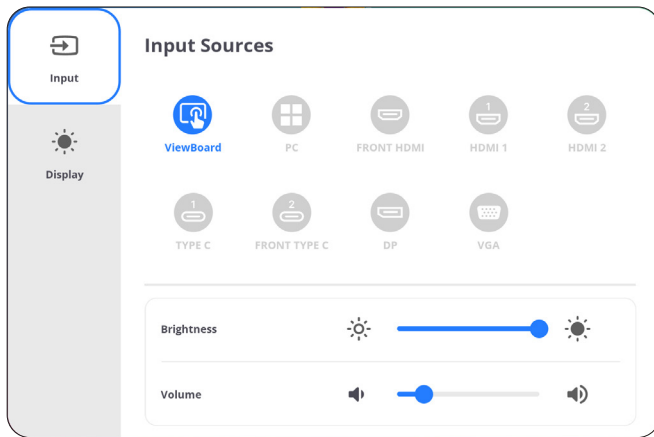 Input
Display
Input Sources
ViewBoard
PC
FRONT HDMI
1
HDMI 1
2
HDMI 2
1
TYPE C
2
FRONT TYPE C
DP
VGA
Brightness
Volume